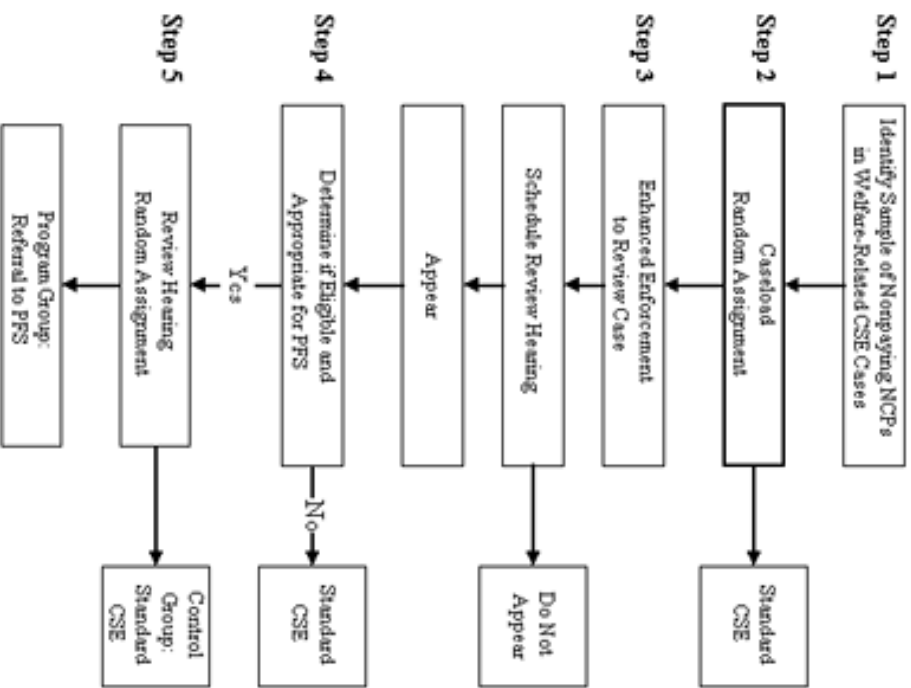 Step 1
Identify Sample of Nonpaying NCPs
in Welfare-Related CSE Cases
Step 2
Caseload
Random Assignment
Standard
CSE
Step 3
Enhanced Enforcement
to Review Case
Schedule Review Hearing
Do Not
Appear
Appear
Step 4
Determine if Eligible and
Appropriate for PFS
No
Standard
CSE
Yes
Step 5
Review Hearing
Random Assignment
Control
Group:
Standard
CSE
Program Group:
Referral to PFS